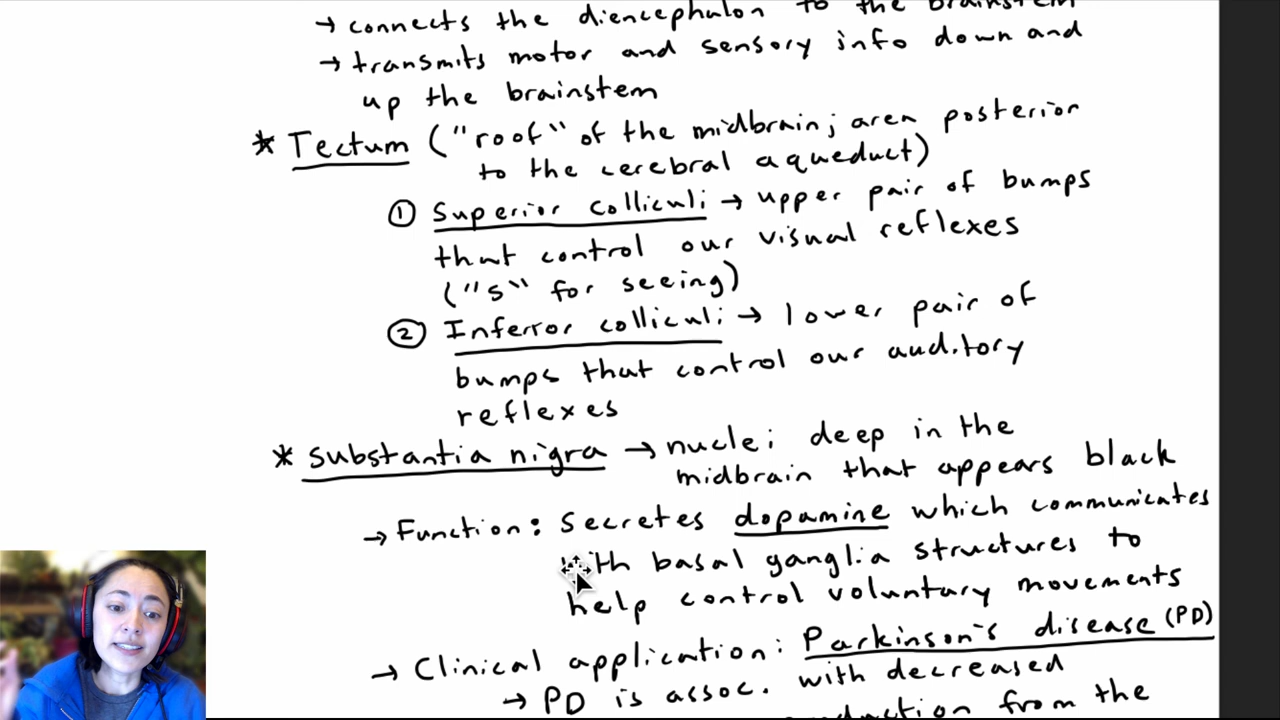 → connects the diencephalon to the brainstem
→ transmits motor and sensory info down and
up the brainstem
* Tectum ("roof" of the midbrain; area posterior
to the cerebral aqueduct)
① Superior colliculi → upper pair of bumps
that control our visual reflexes
("s" for seeing)
② Inferior colliculi → lower pair of
bumps that control our auditory
reflexes
* Substantia nigra → nuclei deep in the
midbrain that appears black
→ Function: secretes dopamine which communicates
with basal ganglia structures to
help control voluntary movements
→ Clinical application: Parkinson's disease (PD)
→ PD is assoc. with decreased
from the